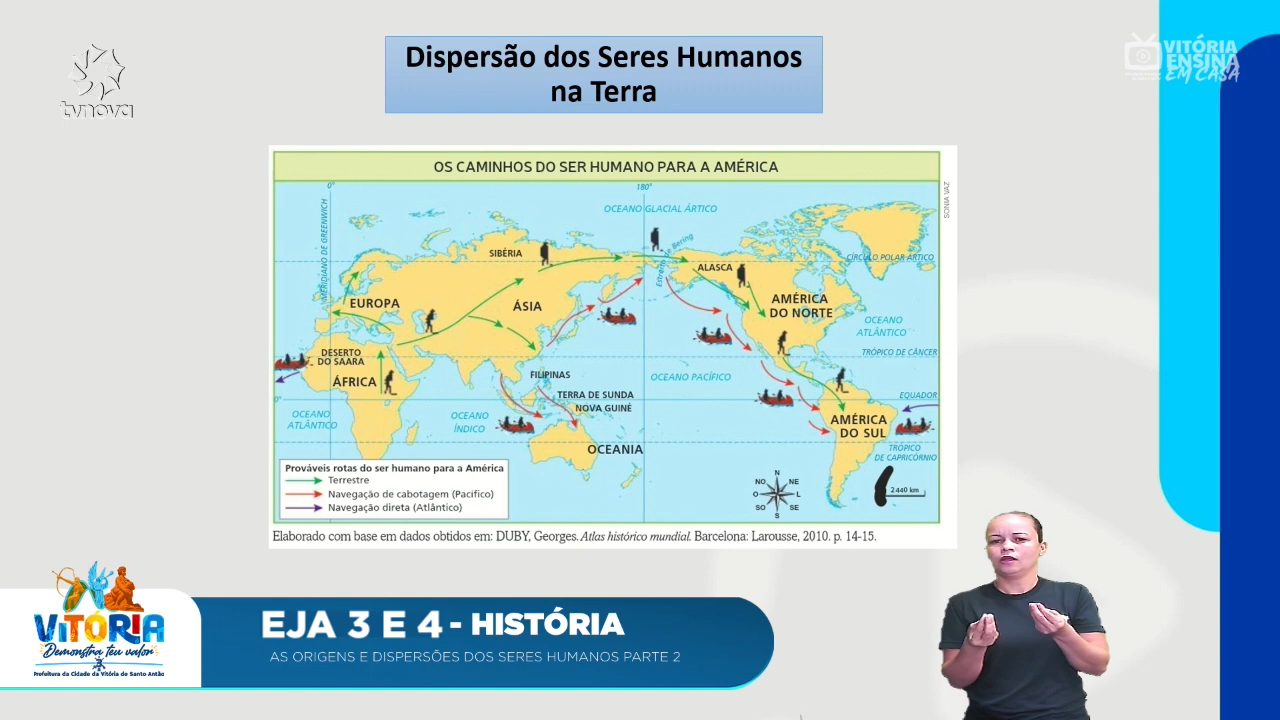 Dispersão dos Seres Humanos
na Terra
tvnova
VITÓRIA
ENSINA
EM CASA
OS CAMINHOS DO SER HUMANO PARA A AMÉRICA
SONIA VAZ
0°
180°
OCEANO GLACIAL ÁRTICO
MERIDIANO DE GREENWICH
SIBÉRIA
Estreito de Bering
ALASCA
CÍRCULO POLAR ÁRTICO
EUROPA
ÁSIA
AMÉRICA
DO NORTE
OCEANO
ATLÂNTICO
DESERTO
DO SAARA
TRÓPICO DE CÂNCER
ÁFRICA
FILIPINAS
OCEANO PACÍFICO
TERRA DE SUNDA
NOVA GUINÉ
EQUADOR
0°
OCEANO
ATLÂNTICO
OCEANO
ÍNDICO
AMÉRICA
DO SUL
OCEANIA
TRÓPICO
DE CAPRICÓRNIO
Prováveis rotas do ser humano para a América
Terrestre
Navegação de cabotagem (Pacífico)
Navegação direta (Atlântico)
N
NO NE
O L
SO SE
S
2 440 km
Elaborado com base em dados obtidos em: DUBY, Georges. Atlas histórico mundial. Barcelona: Larousse, 2010. p. 14-15.
VITÓRIA
Demonstra teu valor
Prefeitura da Cidade da Vitória de Santo Antão
EJA 3 E 4 - HISTÓRIA
AS ORIGENS E DISPERSÕES DOS SERES HUMANOS PARTE 2